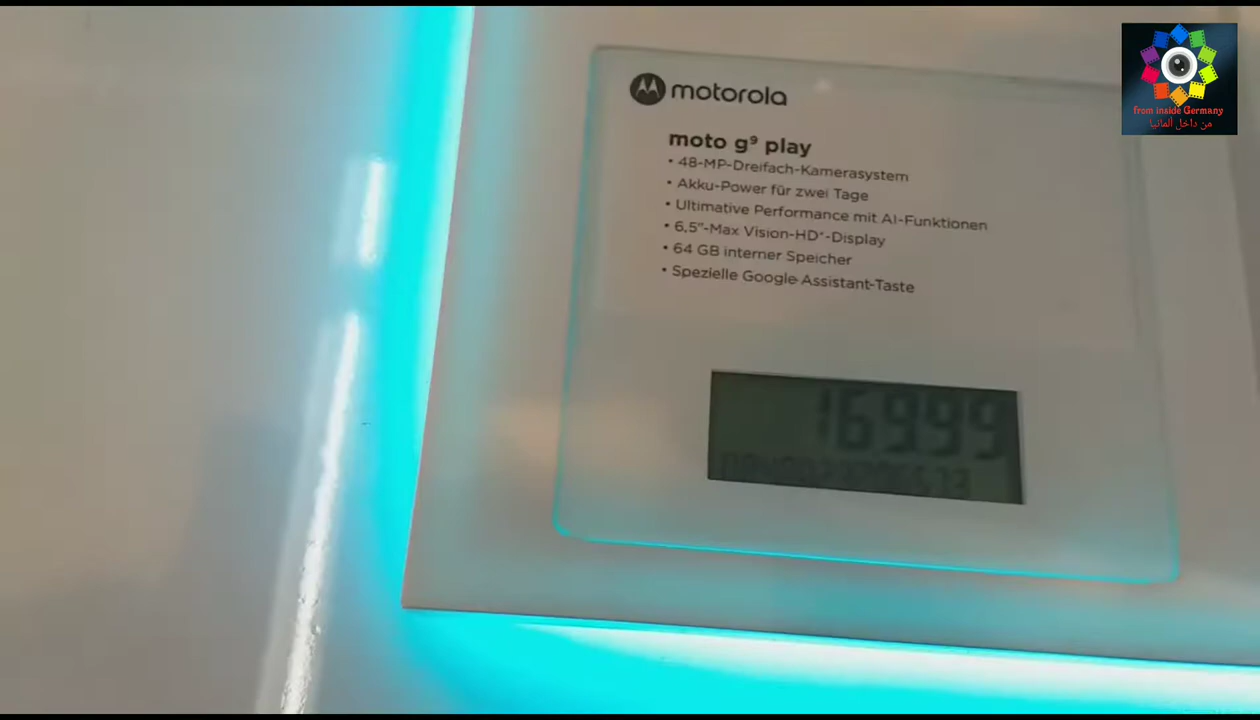 motorola
moto g⁹ play
• 48-MP-Dreifach-Kamerasystem
• Akku-Power für zwei Tage
• Ultimative Performance mit AI-Funktionen
• 6,5"-Max Vision-HD⁺-Display
• 64 GB interner Speicher
• Spezielle Google Assistant-Taste
169.99
from inside Germany
من داخل ألمانيا